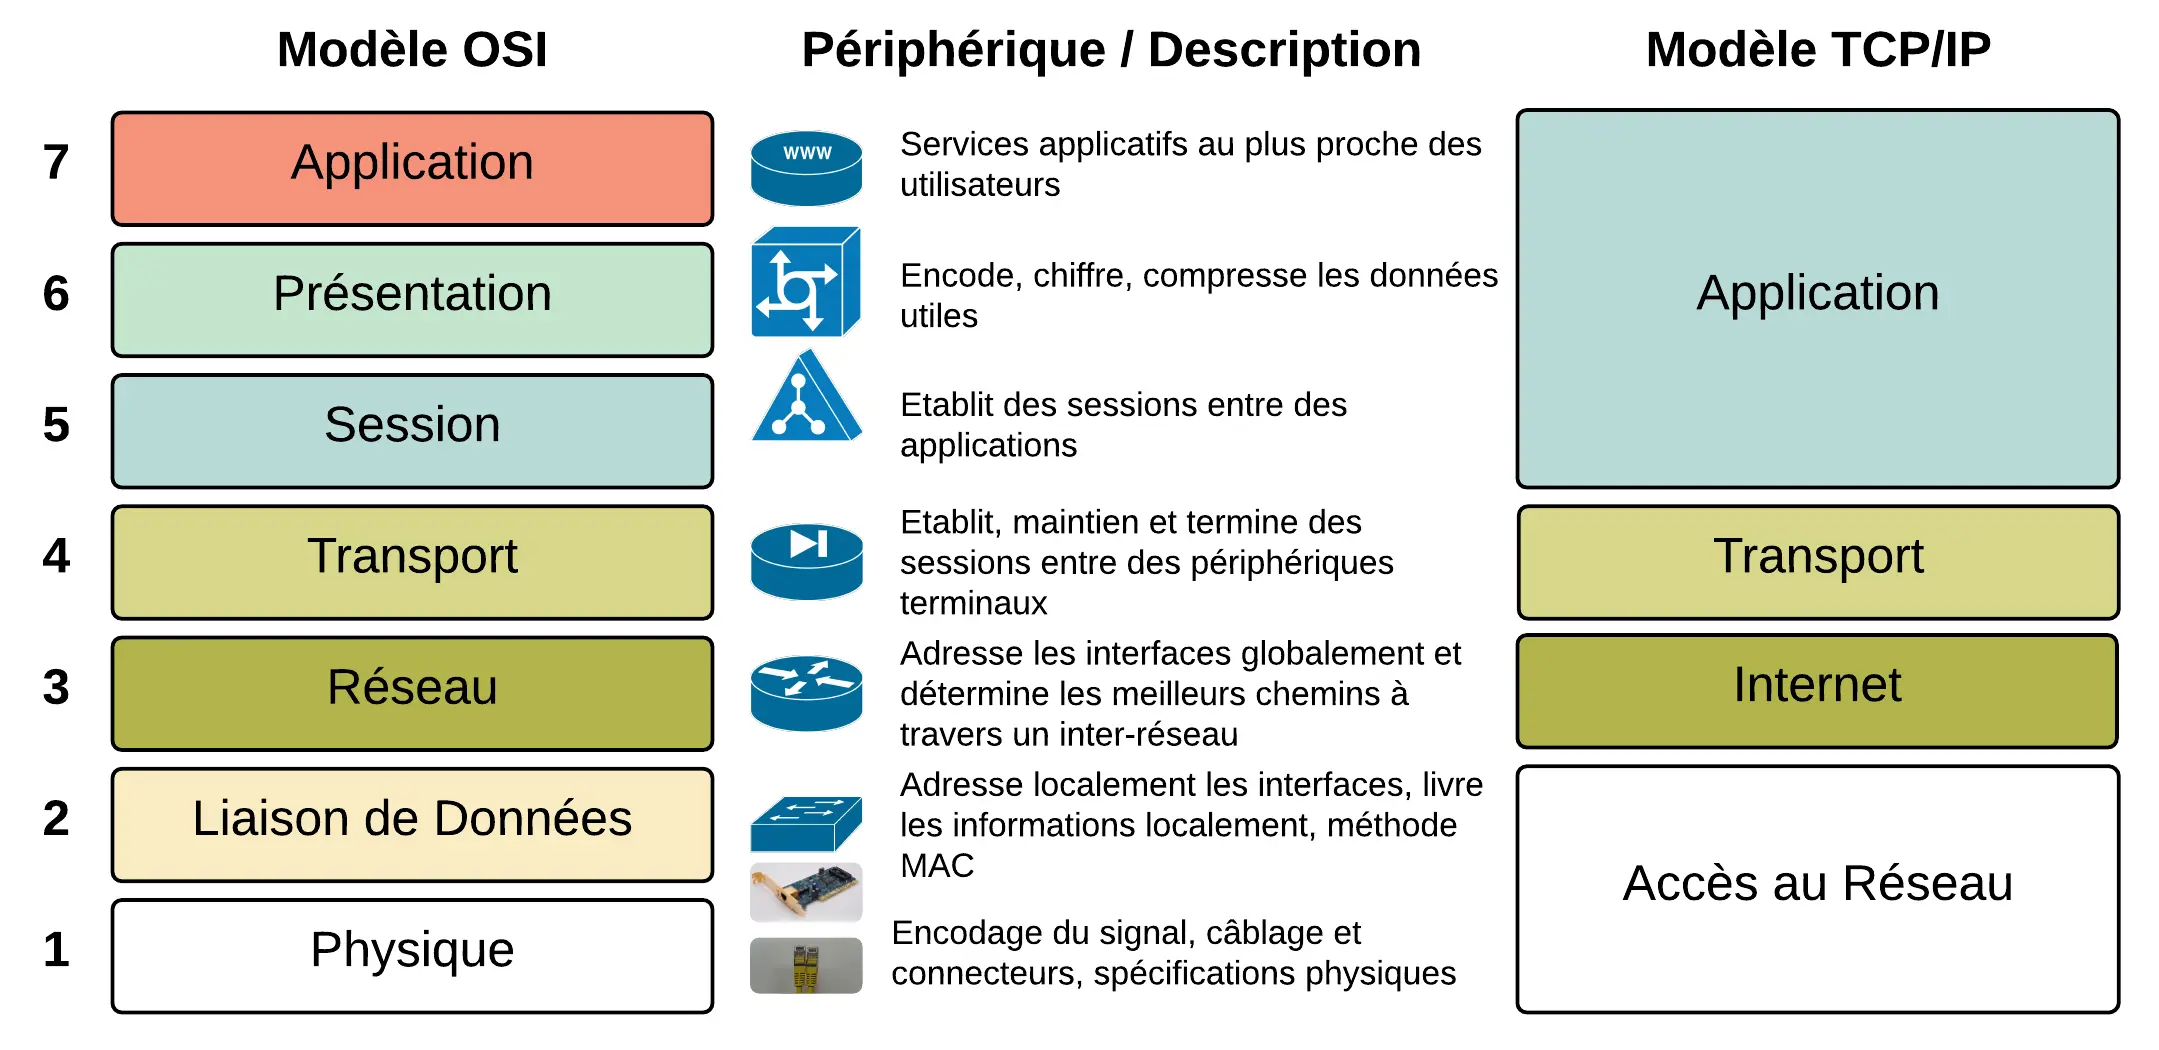 Modèle OSI
Périphérique / Description
Modèle TCP/IP
7
Application
www
Services applicatifs au plus proche des
utilisateurs
6
Présentation
Encode, chiffre, compresse les données
utiles
Application
5
Session
Etablit des sessions entre des
applications
4
Transport
Etablit, maintien et termine des
sessions entre des périphériques
terminaux
Transport
3
Réseau
Adresse les interfaces globalement et
détermine les meilleurs chemins à
travers un inter-réseau
Internet
2
Liaison de Données
Adresse localement les interfaces, livre
les informations localement, méthode
MAC
Accès au Réseau
1
Physique
Encodage du signal, câblage et
connecteurs, spécifications physiques